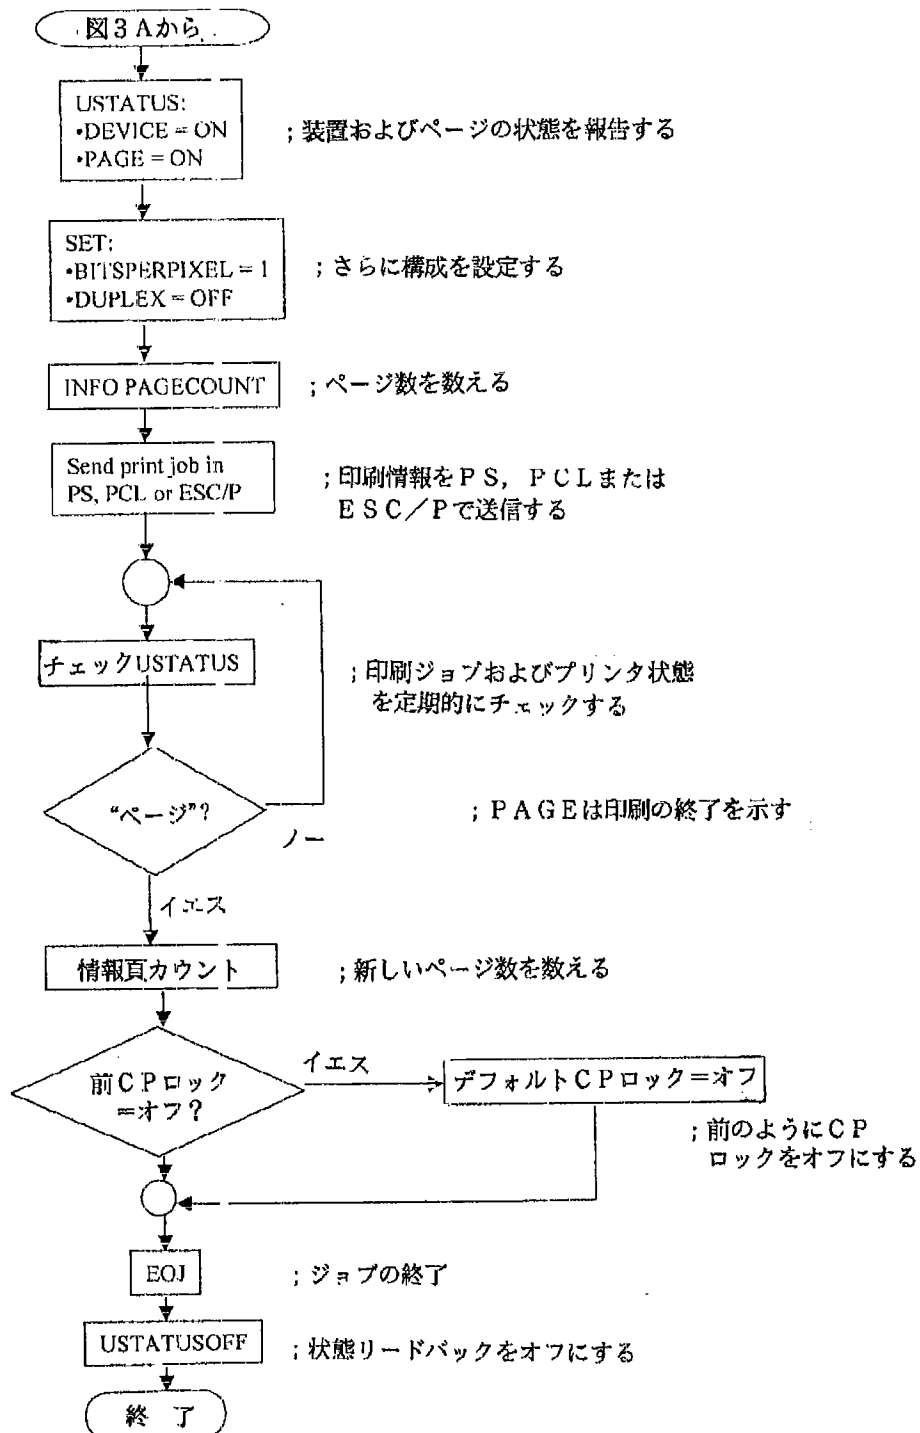 図3Aから
USTATUS:
•DEVICE = ON
•PAGE = ON
;装置およびページの状態を報告する
SET:
•BITSPERPIXEL = 1
•DUPLEX = OFF
;さらに構成を設定する
INFO PAGECOUNT
;ページ数を数える
Send print job in
PS, PCL or ESC/P
;印刷情報をPS,PCLまたは
ESC/Pで送信する
チェックUSTATUS
;印刷ジョブおよびプリンタ状態
を定期的にチェックする
“ページ”?
ノー
;PAGEは印刷の終了を示す
イエス
情報頁カウント
;新しいページ数を数える
前CPロック
=オフ?
イエス
デフォルトCPロック=オフ
;前のようにCP
ロックをオフにする
EOJ
;ジョブの終了
USTATUSOFF
;状態リードバックをオフにする
終 了